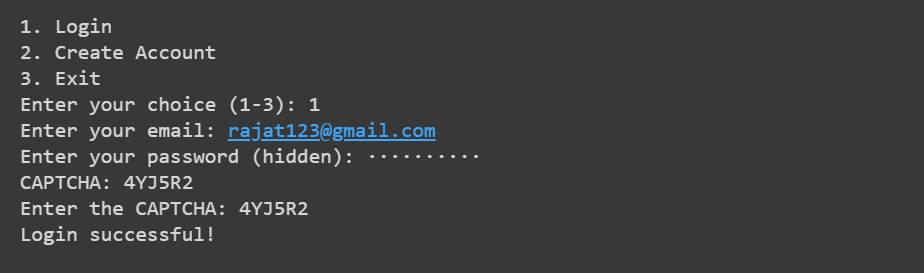 1. Login
2. Create Account
3. Exit
Enter your choice (1-3): 1
Enter your email: rajat123@gmail.com
Enter your password (hidden): ··········
CAPTCHA: 4YJ5R2
Enter the CAPTCHA: 4YJ5R2
Login successful!